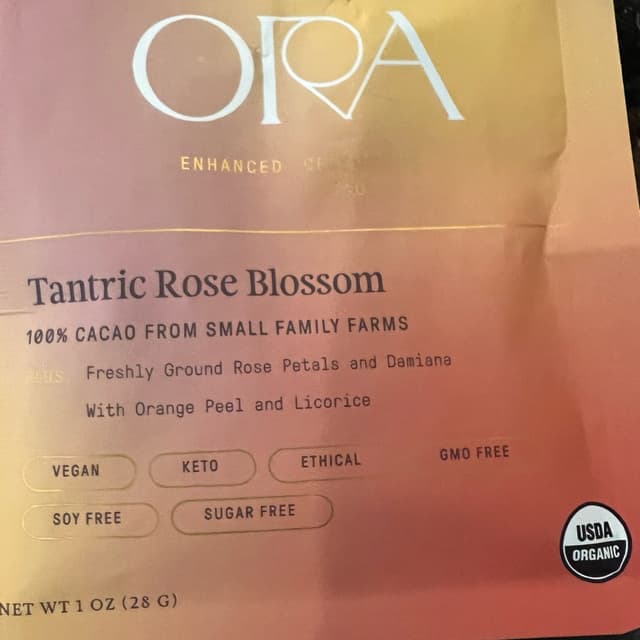 ORA
ENHANCED
Tantric Rose Blossom
100% CACAO FROM SMALL FAMILY FARMS
PLUS Freshly Ground Rose Petals and Damiana
With Orange Peel and Licorice
VEGAN KETO ETHICAL GMO FREE
SOY FREE SUGAR FREE
USDA
ORGANIC
NET WT 1 OZ (28 G)